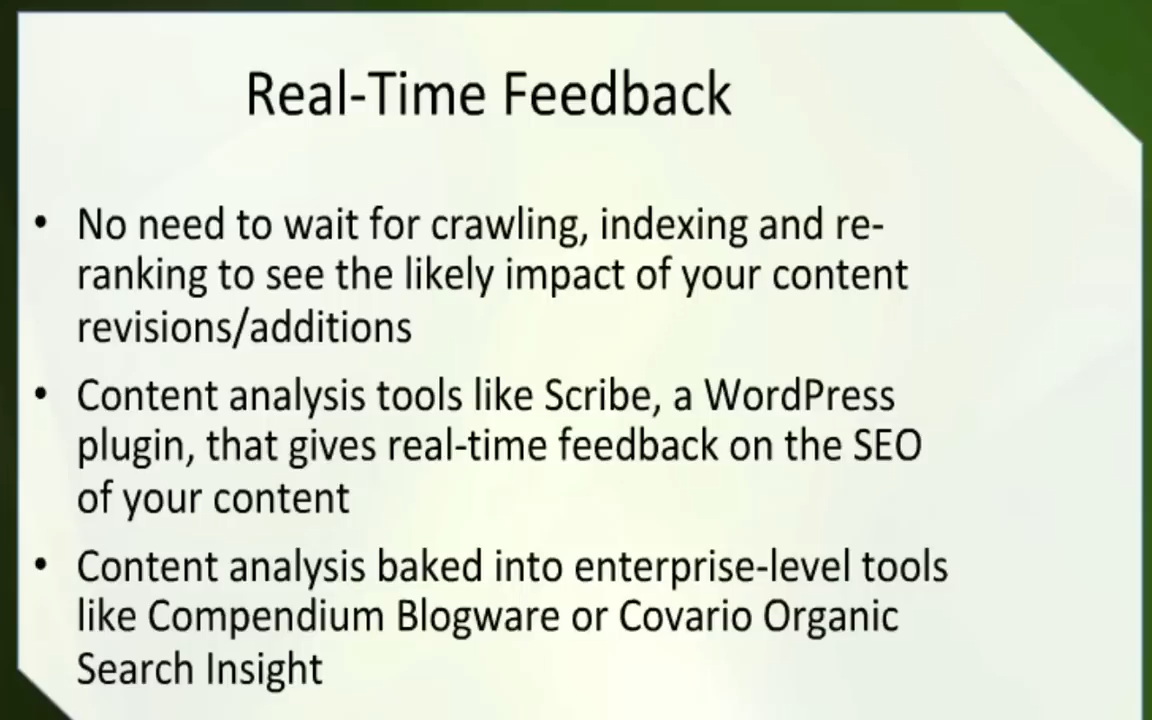 Real-Time Feedback
• No need to wait for crawling, indexing and re-
ranking to see the likely impact of your content
revisions/additions
• Content analysis tools like Scribe, a WordPress
plugin, that gives real-time feedback on the SEO
of your content
• Content analysis baked into enterprise-level tools
like Compendium Blogware or Covario Organic
Search Insight